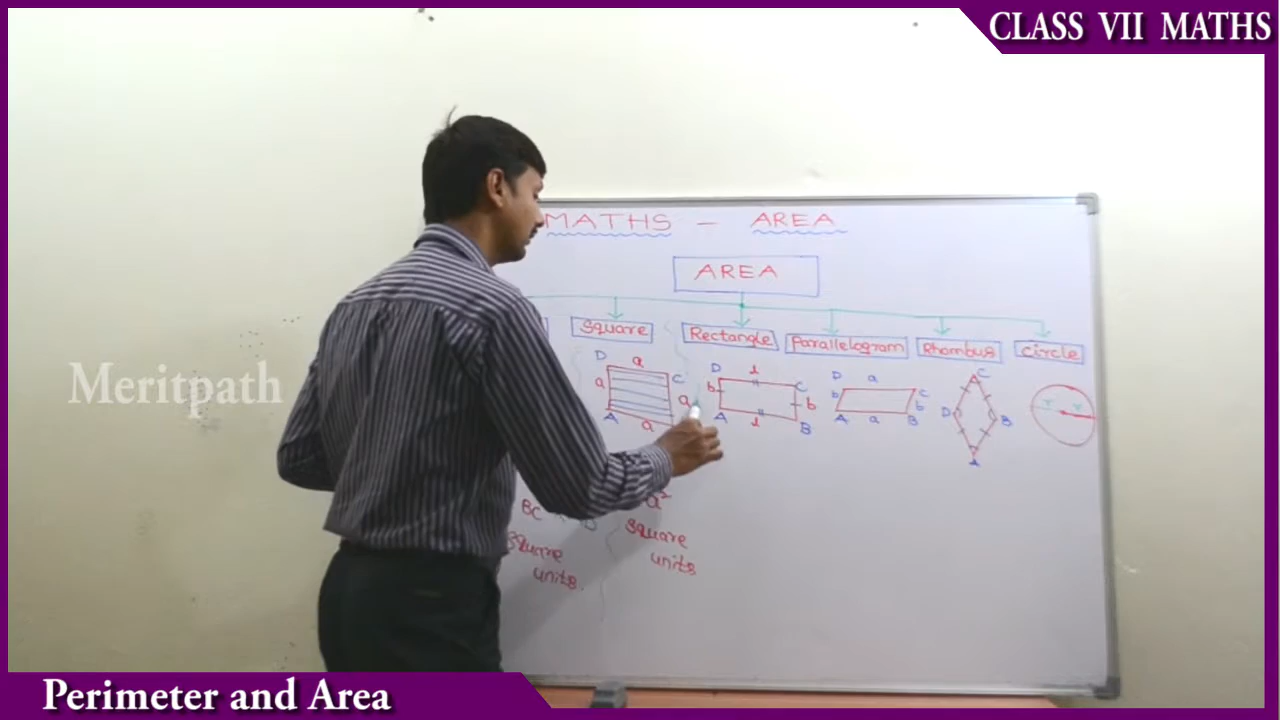 CLASS VII MATHS
MATHS - AREA
AREA
Square
Rectangle
Parallelogram
Rhombus
Circle
D a C
a a
A a
D l C
b b
A l B
D a C
b b
A a B
C
D B
A
r r
BC
a²
square
units
square
units.
Meritpath
Perimeter and Area